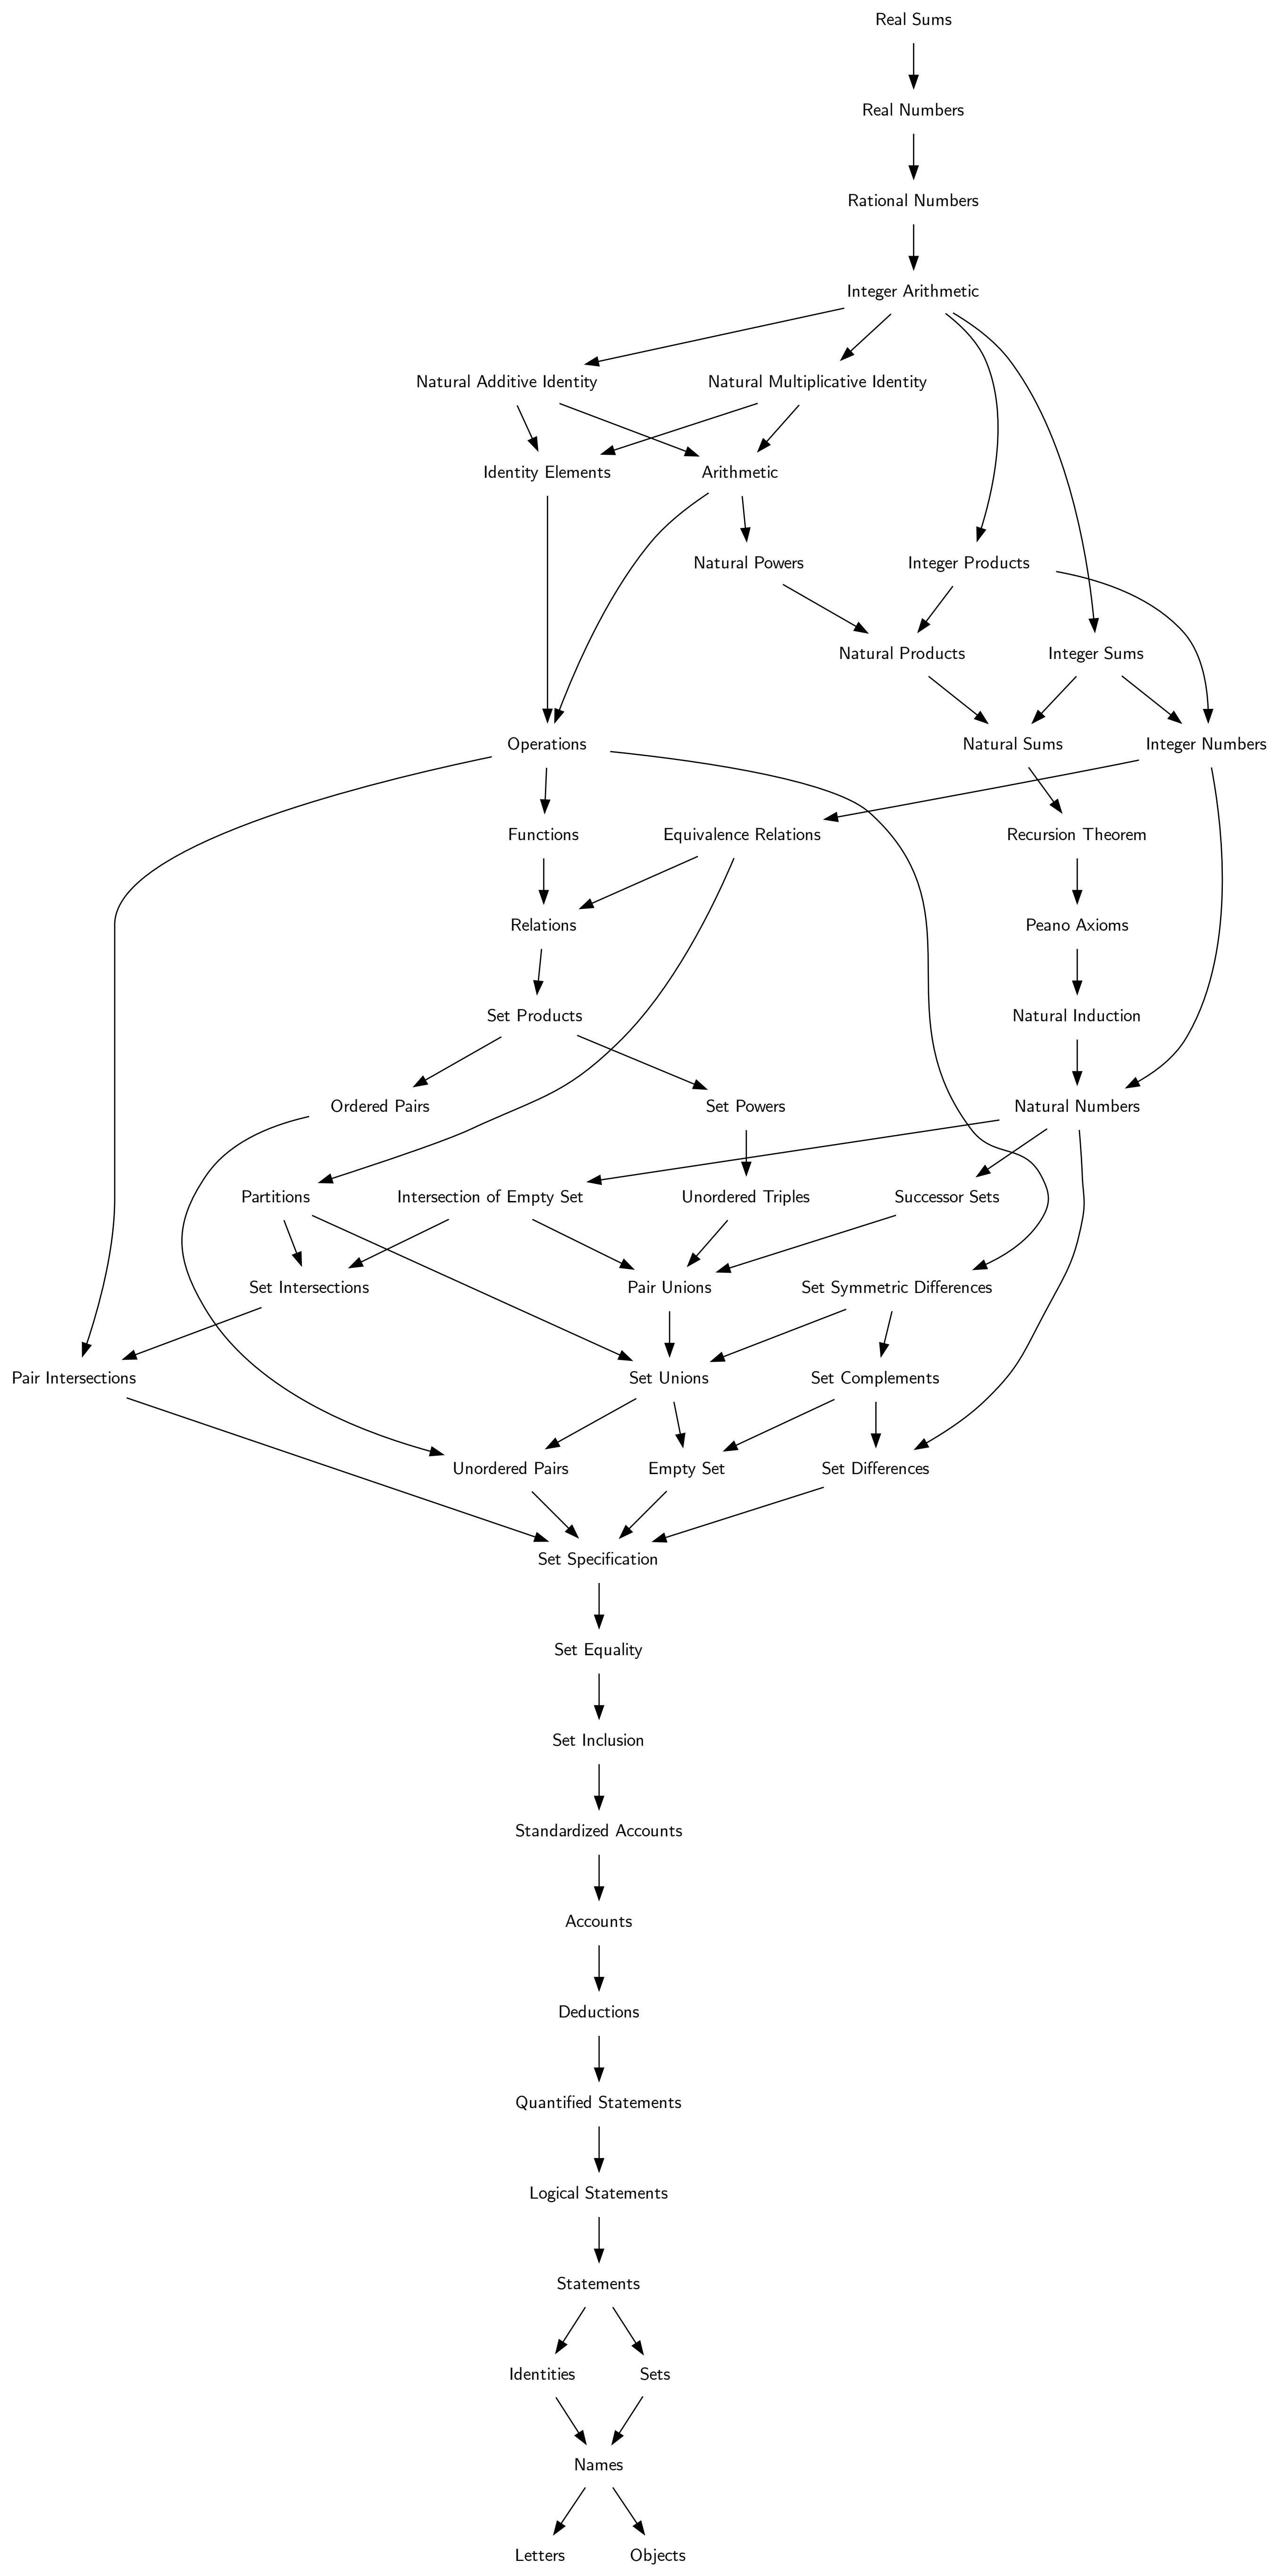 Real Sums
Real Numbers
Rational Numbers
Integer Arithmetic
Natural Additive Identity
Natural Multiplicative Identity
Identity Elements
Arithmetic
Natural Powers
Integer Products
Natural Products
Integer Sums
Operations
Natural Sums
Integer Numbers
Functions
Equivalence Relations
Recursion Theorem
Relations
Peano Axioms
Set Products
Natural Induction
Ordered Pairs
Set Powers
Natural Numbers
Partitions
Intersection of Empty Set
Unordered Triples
Successor Sets
Set Intersections
Pair Unions
Set Symmetric Differences
Pair Intersections
Set Unions
Set Complements
Unordered Pairs
Empty Set
Set Differences
Set Specification
Set Equality
Set Inclusion
Standardized Accounts
Accounts
Deductions
Quantified Statements
Logical Statements
Statements
Identities
Sets
Names
Letters
Objects